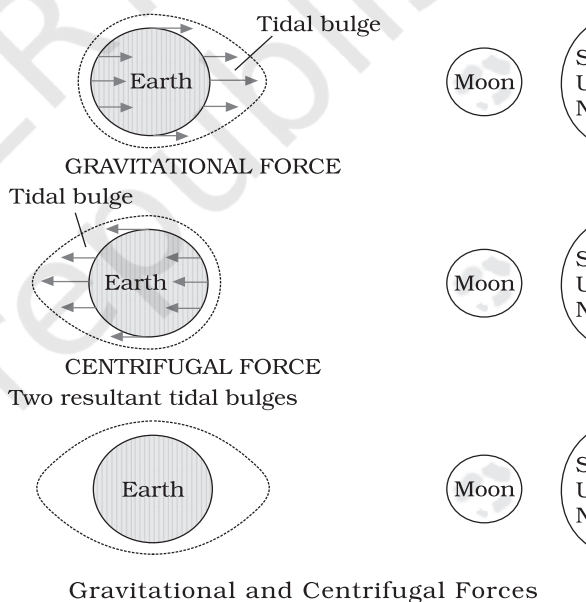 Tidal bulge
Earth
Moon
S
U
N
GRAVITATIONAL FORCE
Tidal bulge
Earth
Moon
S
U
N
CENTRIFUGAL FORCE
Two resultant tidal bulges
Earth
Moon
S
U
N
Gravitational and Centrifugal Forces